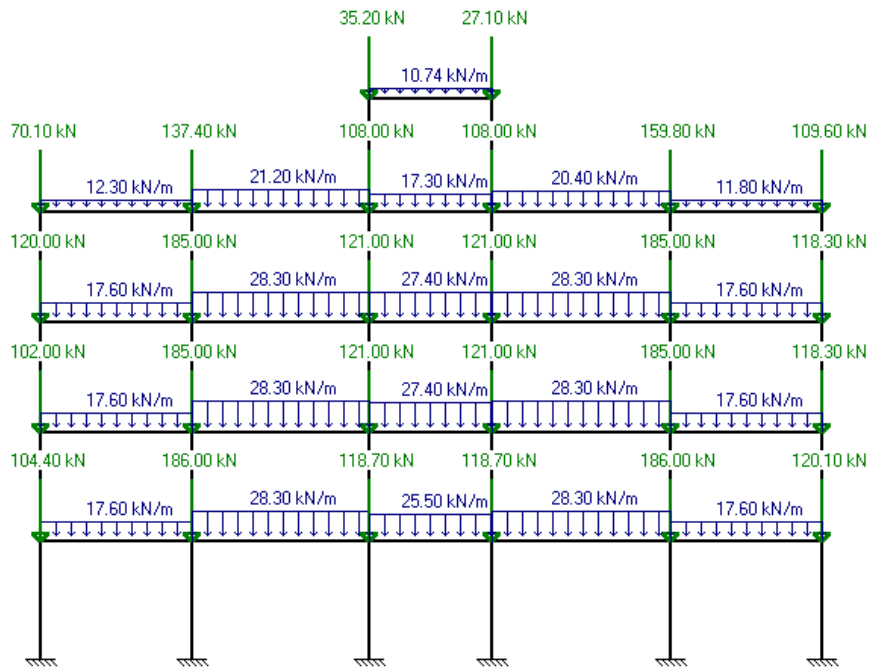 35.20 kN 27.10 kN
10.74 kN/m
70.10 kN 137.40 kN 108.00 kN 108.00 kN 159.80 kN 109.60 kN
12.30 kN/m 21.20 kN/m 17.30 kN/m 20.40 kN/m 11.80 kN/m
120.00 kN 185.00 kN 121.00 kN 121.00 kN 185.00 kN 118.30 kN
17.60 kN/m 28.30 kN/m 27.40 kN/m 28.30 kN/m 17.60 kN/m
102.00 kN 185.00 kN 121.00 kN 121.00 kN 185.00 kN 118.30 kN
17.60 kN/m 28.30 kN/m 27.40 kN/m 28.30 kN/m 17.60 kN/m
104.40 kN 186.00 kN 118.70 kN 118.70 kN 186.00 kN 120.10 kN
17.60 kN/m 28.30 kN/m 25.50 kN/m 28.30 kN/m 17.60 kN/m